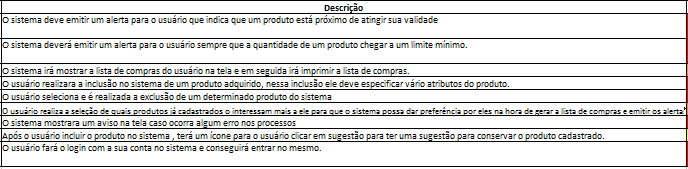 Descrição
O sistema deve emitir um alerta para o usuário que indica que um produto está próximo de atingir sua validade
O sistema deverá emitir um alerta para o usuário sempre que a quantidade de um produto chegar a um limite mínimo.
O sistema irá mostrar a lista de compras do usuário na tela e em seguida irá imprimir a lista de compras.
O usuário realizara a inclusão no sistema de um produto adquirido, nessa inclusão ele deve especificar vário atributos do produto.
O usuário seleciona e é realizada a exclusão de um determinado produto do sistema
O usuário realiza a seleção de quais produtos já cadastrados o interessam mais a ele para que o sistema possa dar preferência por eles na hora de gerar a lista de compras e emitir os alerta
O sistema mostrara um aviso na tela caso ocorra algum erro nos processos
Após o usuário incluir o produto no sistema , terá um ícone para o usuário clicar em sugestão para ter uma sugestão para conservar o produto cadastrado.
O usuário fará o login com a sua conta no sistema e conseguirá entrar no mesmo.